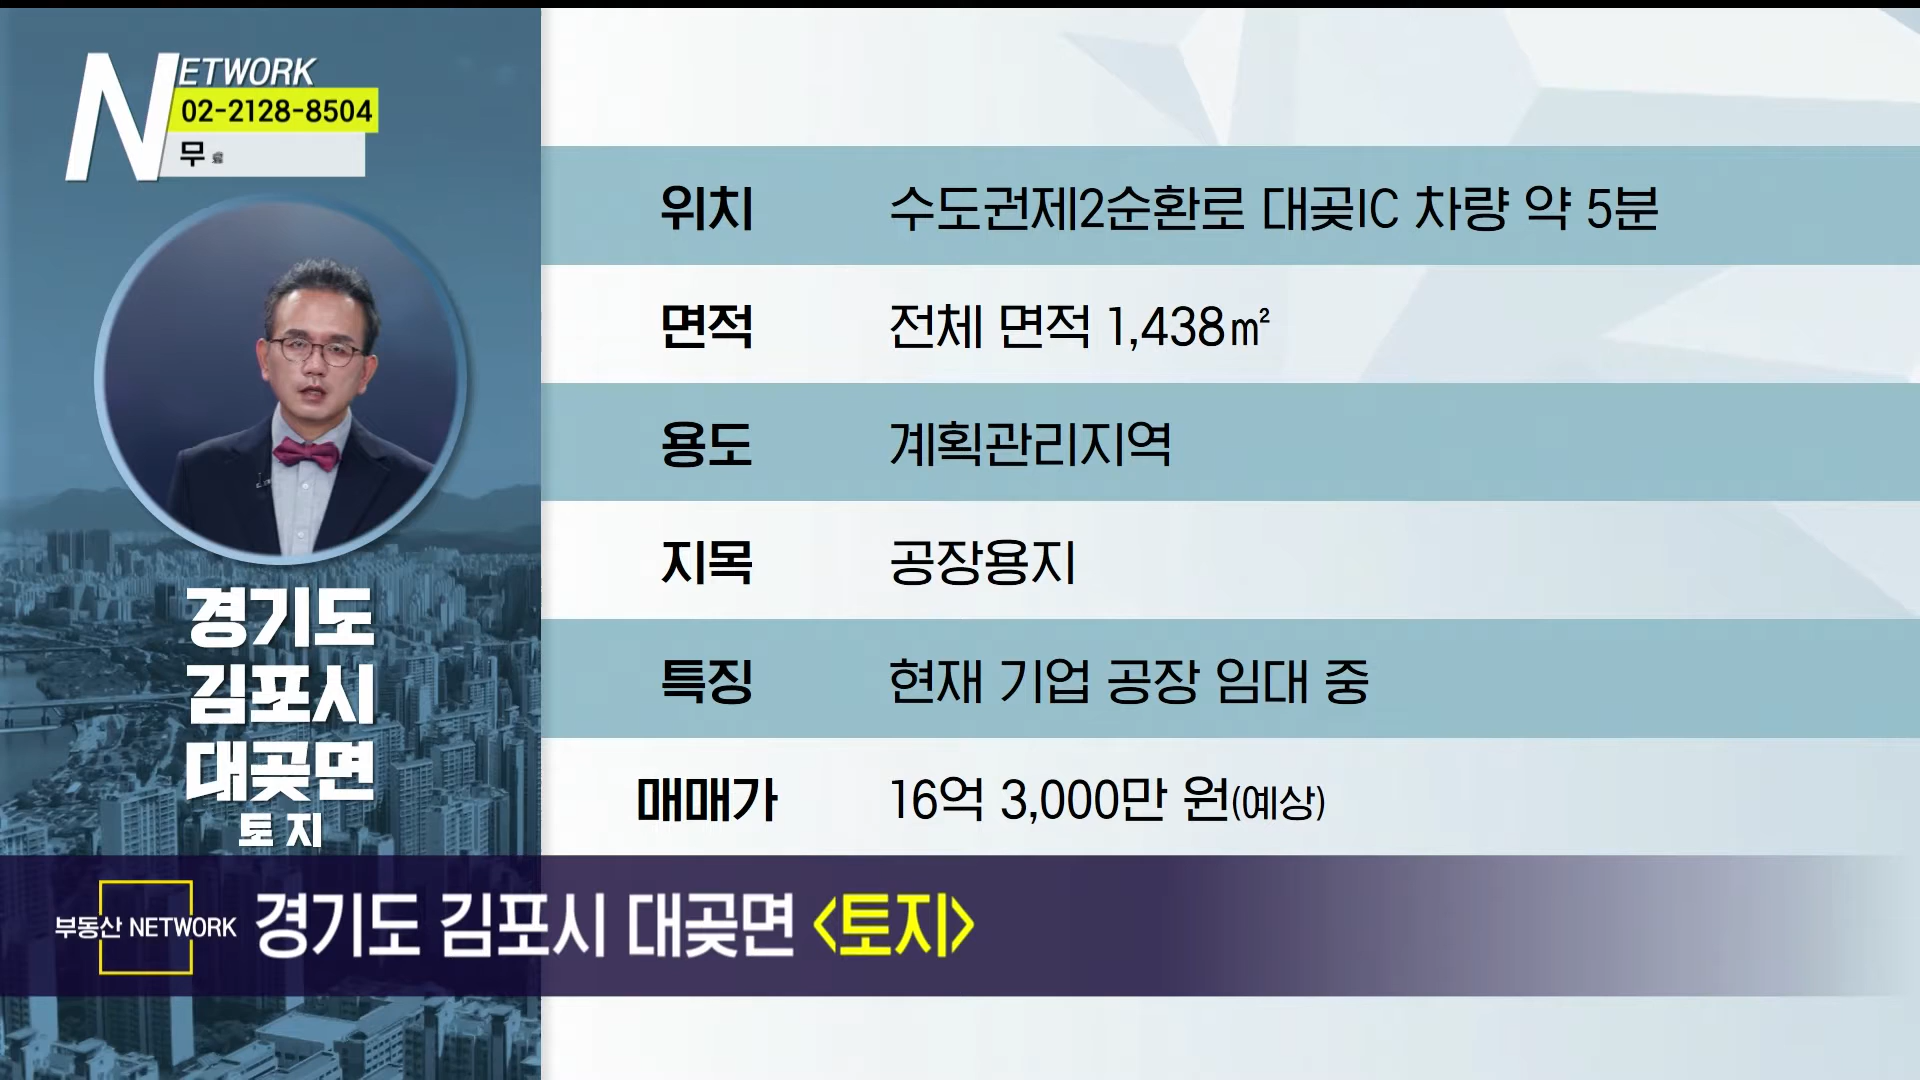 NETWORK
02-2128-8504
무료
위치 수도권제2순환로 대곶IC 차량 약 5분
면적 전체 면적 1,438㎡
용도 계획관리지역
지목 공장용지
특징 현재 기업 공장 임대 중
매매가 16억 3,000만 원(예상)
경기도
김포시
대곶면
토지
부동산 NETWORK 경기도 김포시 대곶면 <토지>